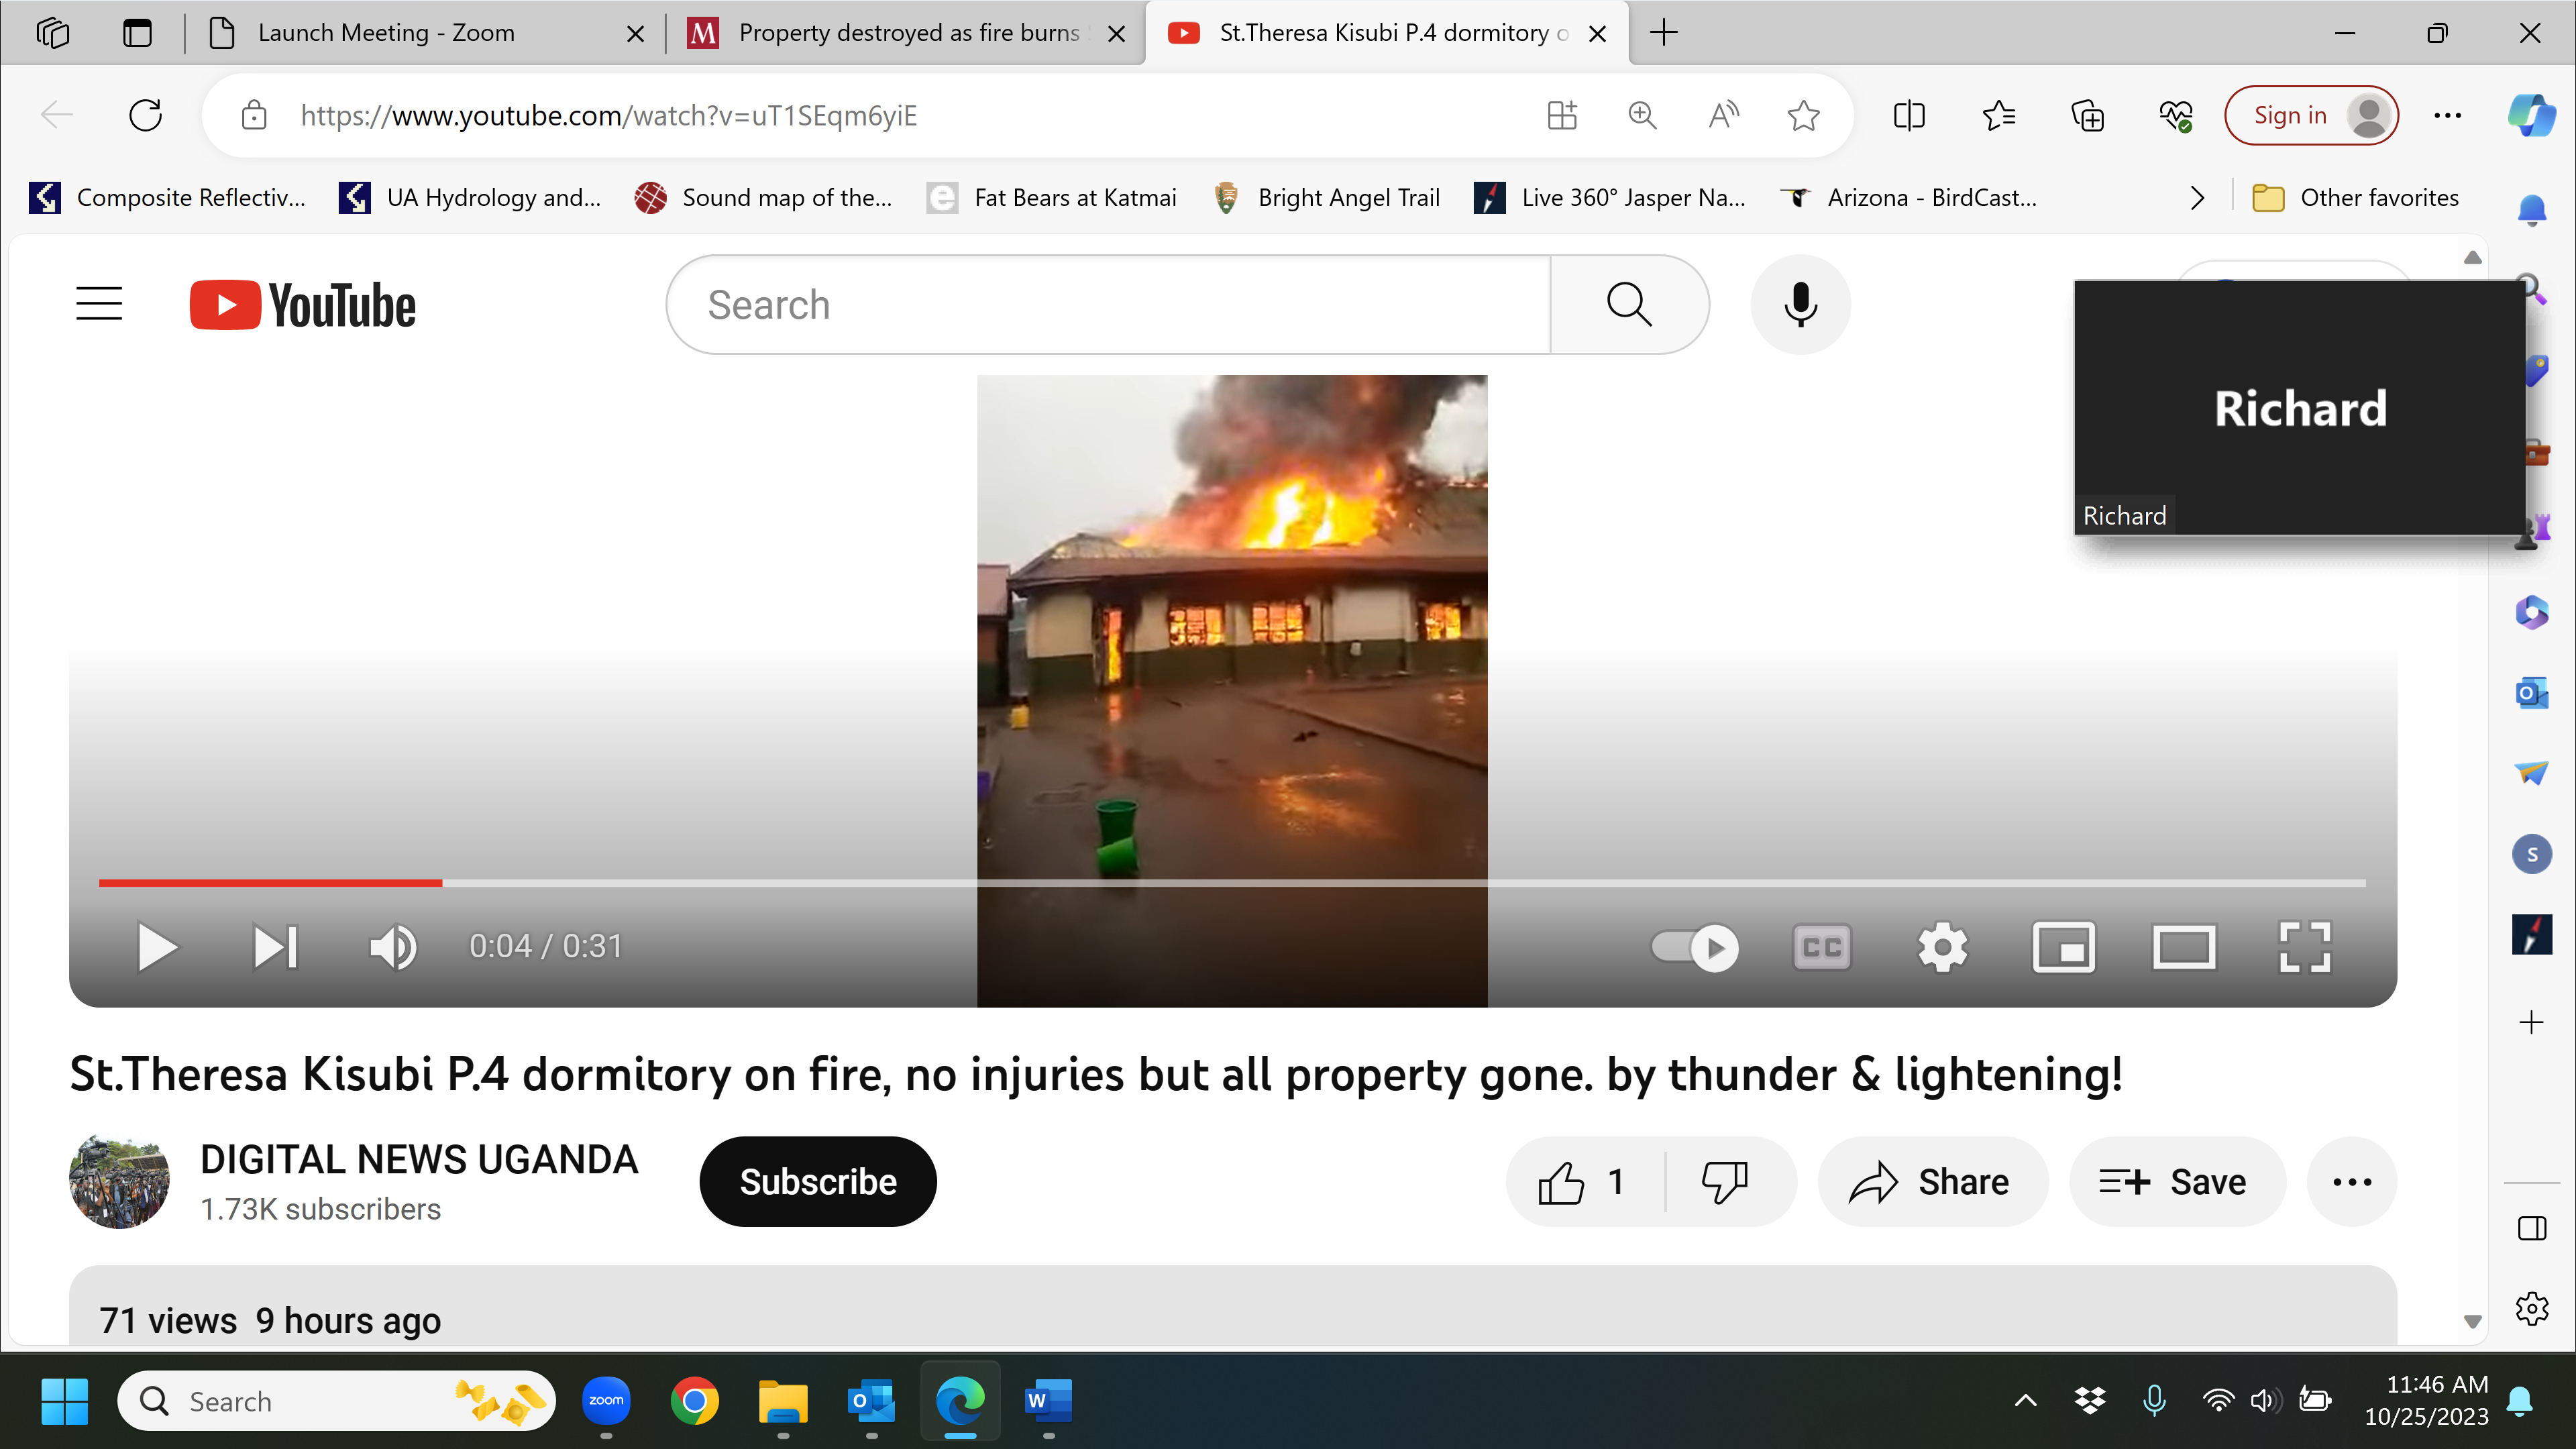 Launch Meeting - Zoom
Property destroyed as fire burns
St.Theresa Kisubi P.4 dormitory o
https://www.youtube.com/watch?v=uT1SEqm6yiE
Sign in
Composite Reflectiv...
UA Hydrology and...
Sound map of the...
Fat Bears at Katmai
Bright Angel Trail
Live 360° Jasper Na...
Arizona - BirdCast...
Other favorites
YouTube
Search
Richard
Richard
0:04 / 0:31
CC
St.Theresa Kisubi P.4 dormitory on fire, no injuries but all property gone. by thunder & lightening!
DIGITAL NEWS UGANDA
1.73K subscribers
Subscribe
1
Share
Save
71 views 9 hours ago
S
Search
zoom
11:46 AM
10/25/2023